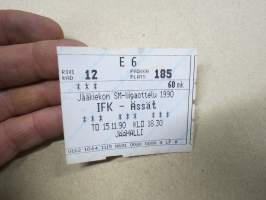 E 6
RIVI RAD 12 PAIKKA PLATS 185
*** 60 mk
Jääkiekon SM-liigaottelu 1990
IFK - Ässät
*** *** *** ***
TO 15.11.90 KLO 18.30
JÄÄHALLI